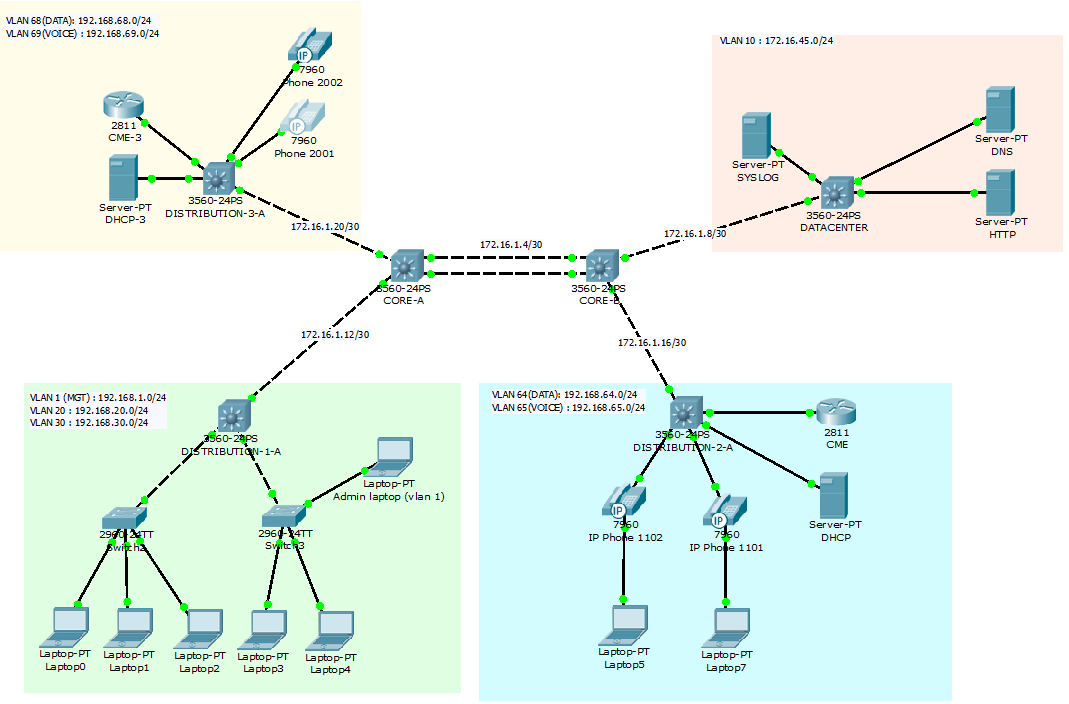 VLAN 68(DATA): 192.168.68.0/24
VLAN 69(VOICE) : 192.168.69.0/24
7960
Phone 2002
2811
CME-3
7960
Phone 2001
Server-PT
DHCP-3
3560-24PS
DISTRIBUTION-3-A
VLAN 10 : 172.16.45.0/24
Server-PT
SYSLOG
Server-PT
DNS
Server-PT
HTTP
3560-24PS
DATACENTER
172.16.1.20/30
172.16.1.4/30
172.16.1.8/30
3560-24PS
CORE-A
3560-24PS
CORE-B
172.16.1.12/30
172.16.1.16/30
VLAN 1 (MGT) : 192.168.1.0/24
VLAN 20 : 192.168.20.0/24
VLAN 30 : 192.168.30.0/24
3560-24PS
DISTRIBUTION-1-A
Laptop-PT
Admin laptop (vlan 1)
2960-24TT
Switch2
2960-24TT
Switch3
Laptop-PT
Laptop0
Laptop-PT
Laptop1
Laptop-PT
Laptop2
Laptop-PT
Laptop3
Laptop-PT
Laptop4
VLAN 64(DATA): 192.168.64.0/24
VLAN 65(VOICE) : 192.168.65.0/24
3560-24PS
DISTRIBUTION-2-A
2811
CME
IP
7960
IP Phone 1102
IP
7960
IP Phone 1101
Server-PT
DHCP
Laptop-PT
Laptop5
Laptop-PT
Laptop7
IP
IP